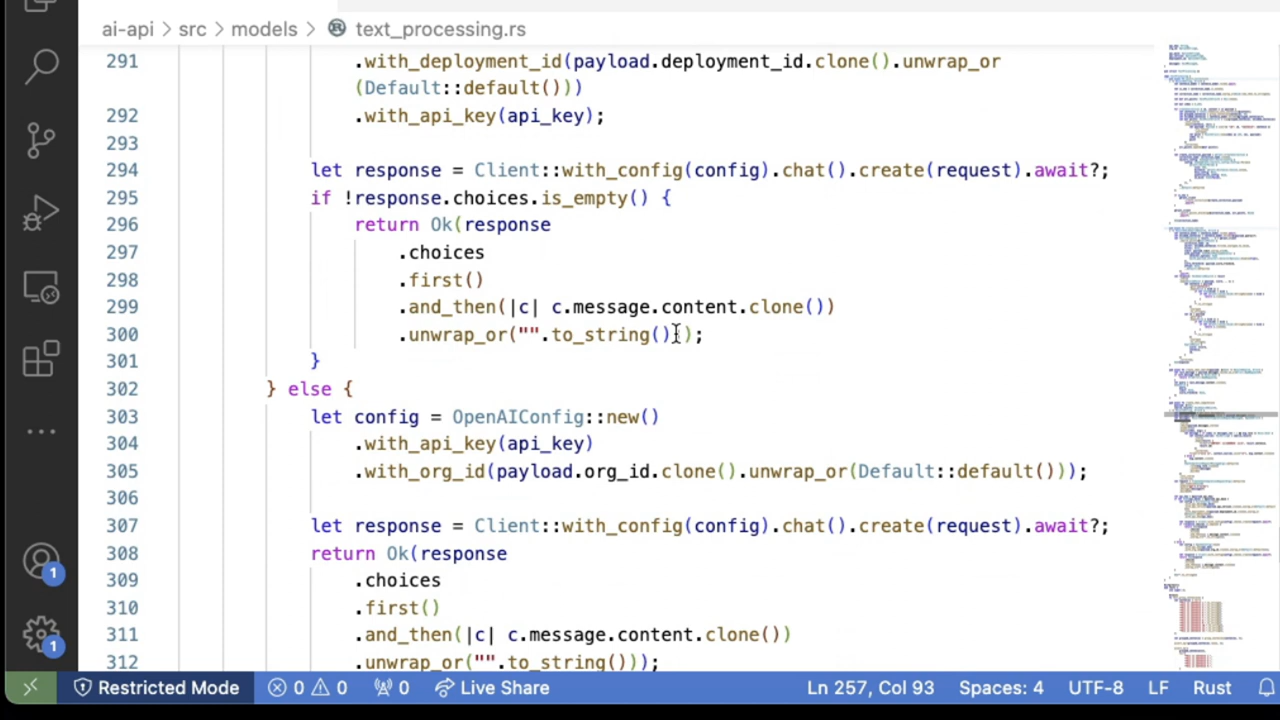 ai-api > src > models > text_processing.rs
291 .with_deployment_id(payload.deployment_id.clone().unwrap_or
(Default::default()))
292 .with_api_key(api_key);
293
294 let response = Client::with_config(config).chat().create(request).await?;
295 if !response.choices.is_empty() {
296 return Ok(response
297 .choices
298 .first()
299 .and_then(|c| c.message.content.clone())
300 .unwrap_or("".to_string()));
301 }
302 } else {
303 let config = OpenAIConfig::new()
304 .with_api_key(api_key)
305 .with_org_id(payload.org_id.clone().unwrap_or(Default::default()));
306
307 let response = Client::with_config(config).chat().create(request).await?;
308 return Ok(response
309 .choices
310 .first()
311 .and_then(|c| c.message.content.clone())
312 .unwrap_or("".to_string()));
1
1
Restricted Mode 0 0 0 Live Share Ln 257, Col 93 Spaces: 4 UTF-8 LF Rust